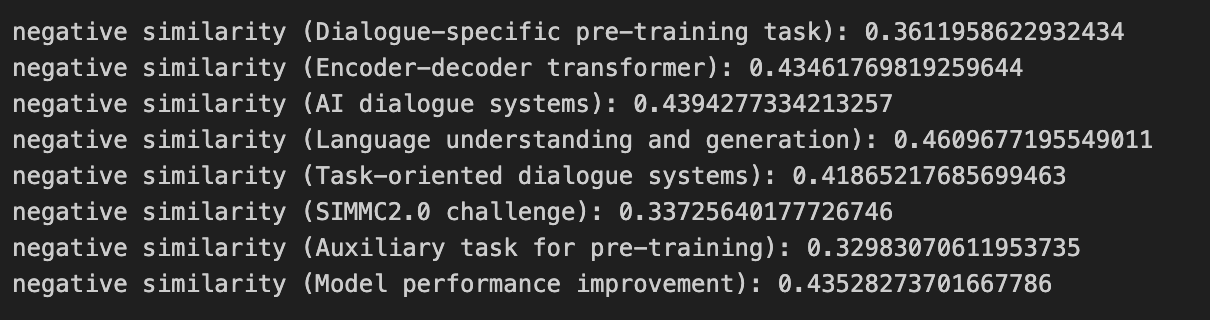 negative similarity (Dialogue-specific pre-training task): 0.3611958622932434
negative similarity (Encoder-decoder transformer): 0.43461769819259644
negative similarity (AI dialogue systems): 0.4394277334213257
negative similarity (Language understanding and generation): 0.4609677195549011
negative similarity (Task-oriented dialogue systems): 0.41865217685699463
negative similarity (SIMMC2.0 challenge): 0.33725640177726746
negative similarity (Auxiliary task for pre-training): 0.32983070611953735
negative similarity (Model performance improvement): 0.43528273701667786